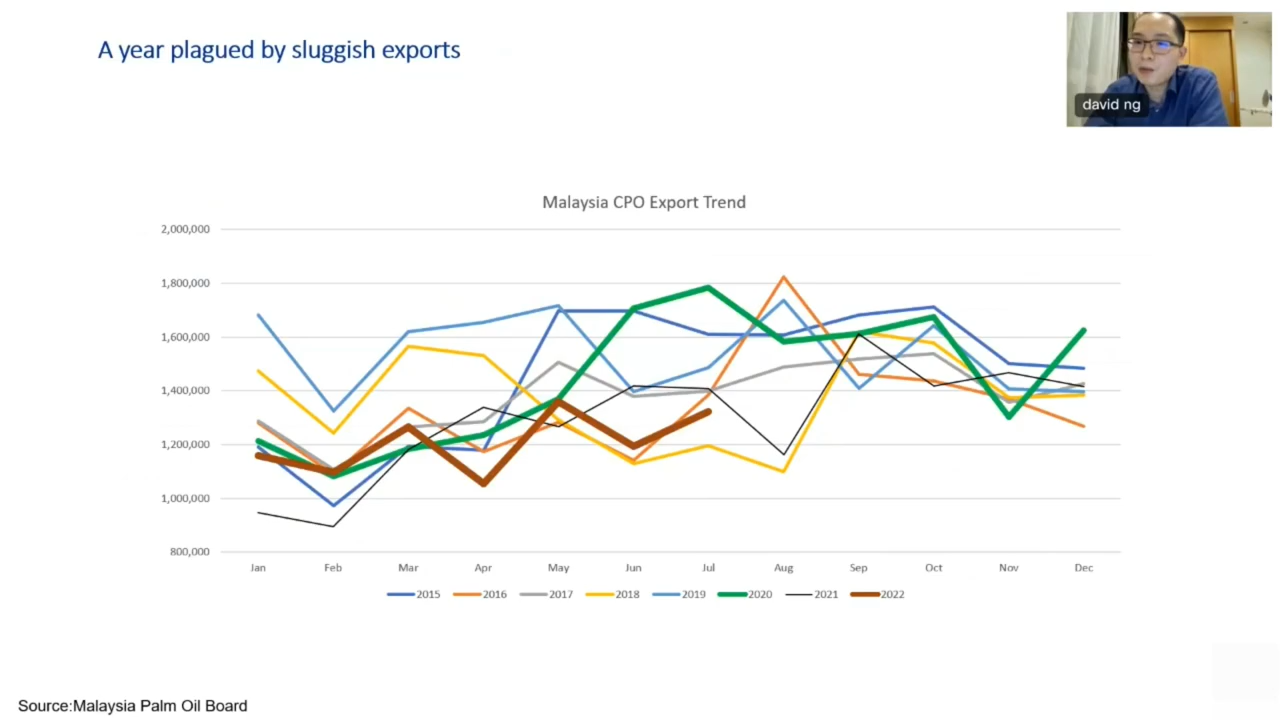 A year plagued by sluggish exports
david ng
Malaysia CPO Export Trend
2,000,000
1,800,000
1,600,000
1,400,000
1,200,000
1,000,000
800,000
Jan Feb Mar Apr May Jun Jul Aug Sep Oct Nov Dec
2015 2016 2017 2018 2019 2020 2021 2022
Source:Malaysia Palm Oil Board